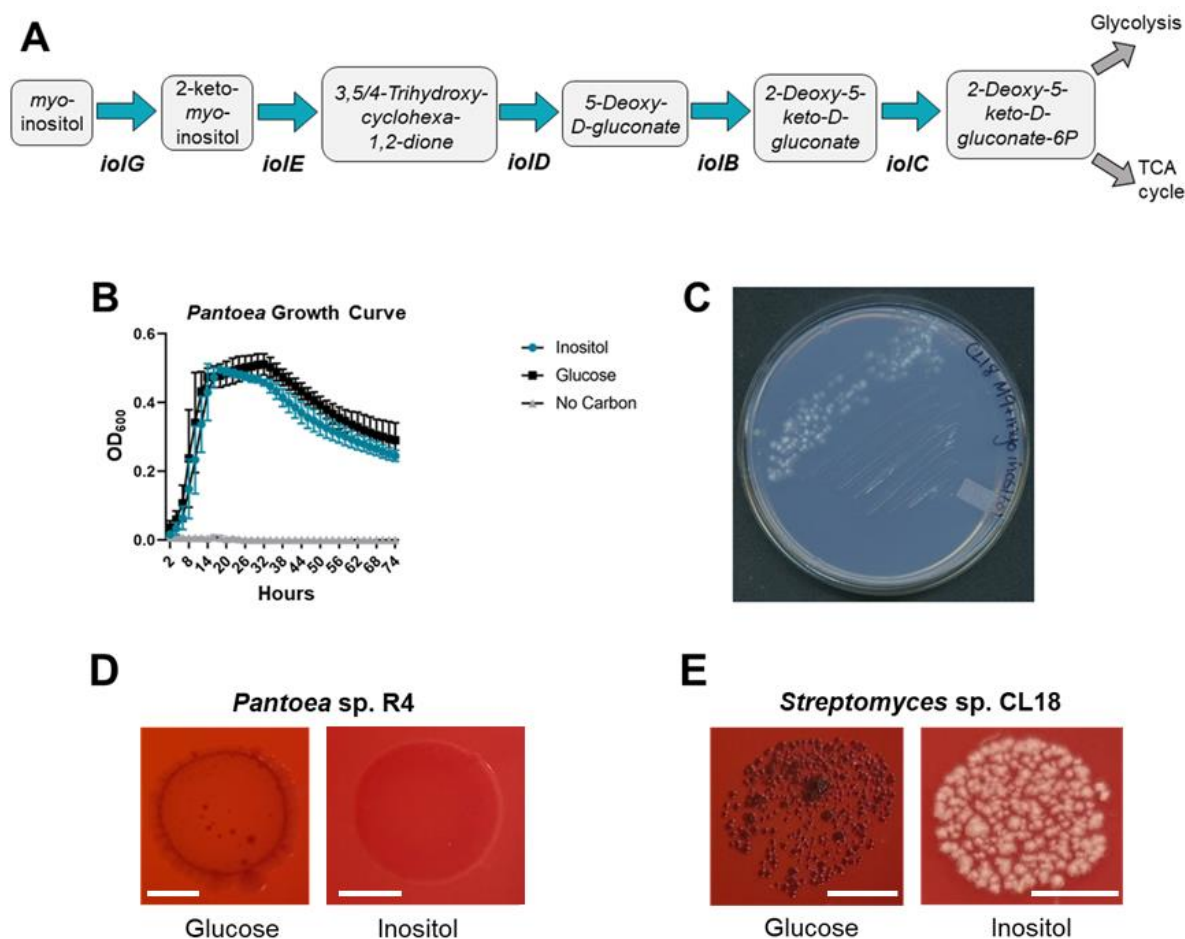 A
Glycolysis
myo-
inositol
2-keto-
myo-
inositol
3,5/4-Trihydroxy-
cyclohexa-
1,2-dione
5-Deoxy-
D-gluconate
2-Deoxy-5-
keto-D-
gluconate
2-Deoxy-5-
keto-D-
gluconate-6P
iolG
iolE
iolD
iolB
iolC
TCA
cycle
B
Pantoea Growth Curve
0.6
0.4
0.2
0.0
OD600
2
8
14
20
26
32
38
44
50
56
62
68
74
Hours
Inositol
Glucose
No Carbon
C
CL18 M9+myo inositol
D
Pantoea sp. R4
Glucose
Inositol
E
Streptomyces sp. CL18
Glucose
Inositol